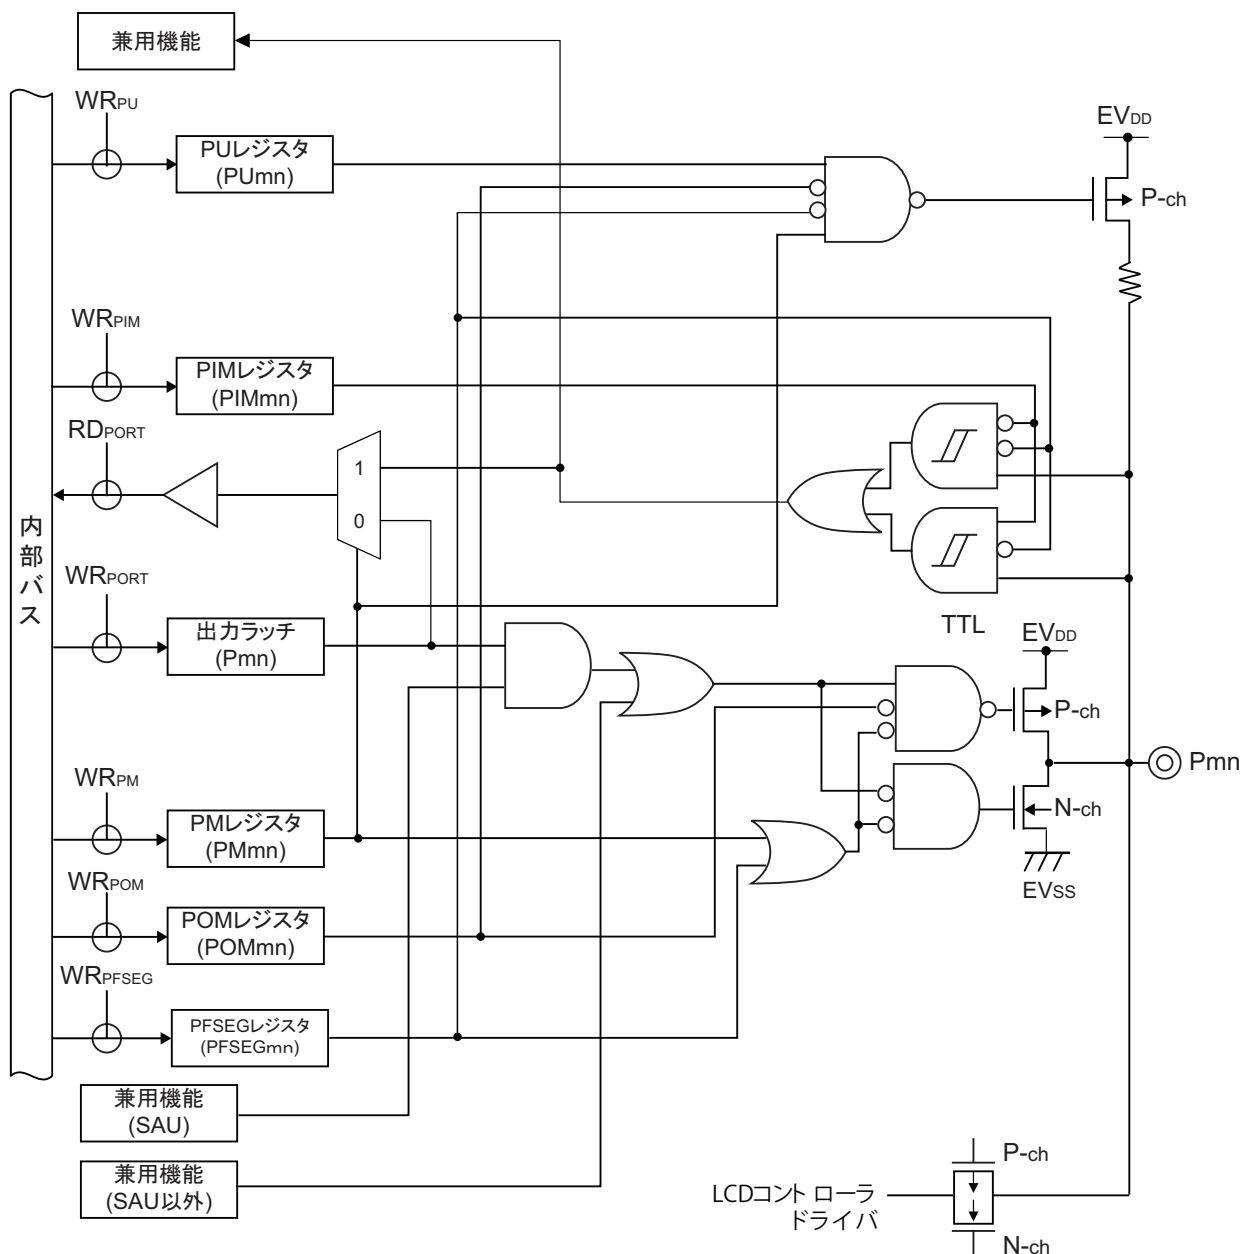 兼用機能
WRPU
PUレジスタ
(PUmn)
EVDD
P-ch
WRPIM
PIMレジスタ
(PIMmn)
RDPORT
1
0
内部バス
WRPORT
出力ラッチ
(Pmn)
TTL
EVDD
P-ch
Pmn
WRPM
PMレジスタ
(PMmn)
N-ch
EVSS
WRPOM
POMレジスタ
(POMmn)
WRPFSEG
PFSEGレジスタ
(PFSEGmn)
兼用機能
(SAU)
兼用機能
(SAU以外)
P-ch
LCDコント ローラ
ドライバ
N-ch